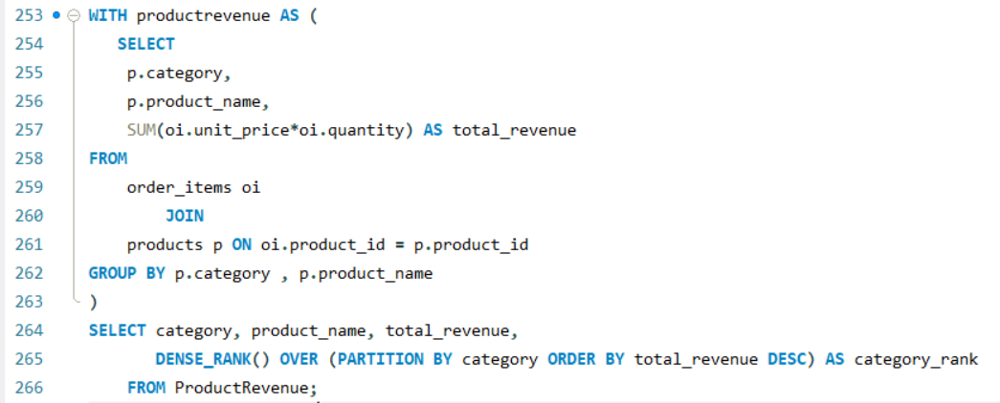 253 WITH productrevenue AS (
254 SELECT
255 p.category,
256 p.product_name,
257 SUM(oi.unit_price*oi.quantity) AS total_revenue
258 FROM
259 order_items oi
260 JOIN
261 products p ON oi.product_id = p.product_id
262 GROUP BY p.category , p.product_name
263 )
264 SELECT category, product_name, total_revenue,
265 DENSE_RANK() OVER (PARTITION BY category ORDER BY total_revenue DESC) AS category_rank
266 FROM ProductRevenue;